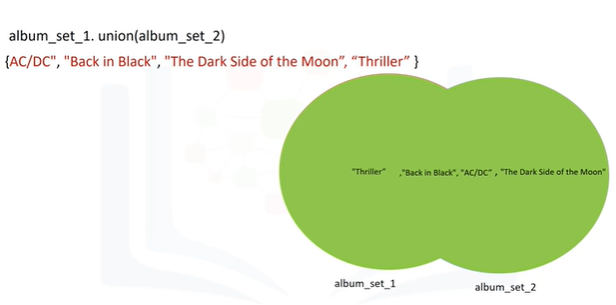 album_set_1. union(album_set_2)
{AC/DC", "Back in Black", "The Dark Side of the Moon”, “Thriller” }
"Thriller" ,"Back in Black", "AC/DC" , "The Dark Side of the Moon"
album_set_1
album_set_2